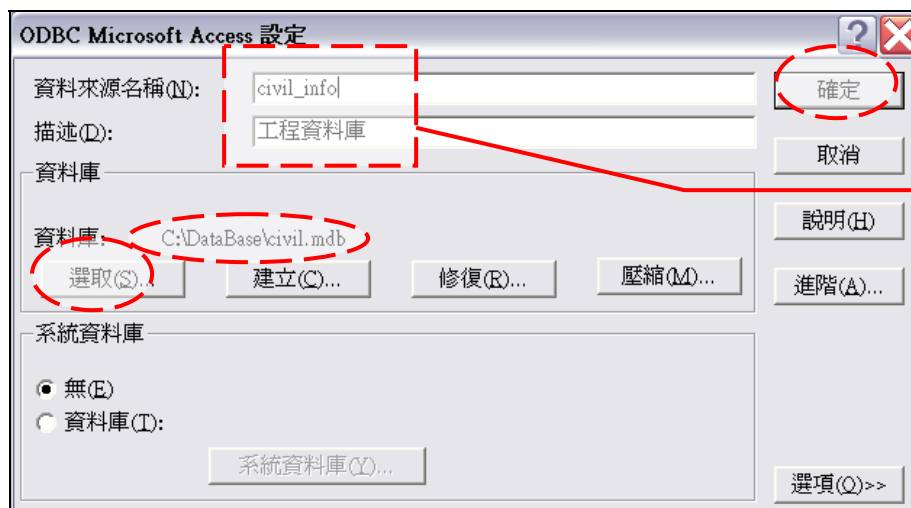 ODBC Microsoft Access 設定
資料來源名稱(N): civil_info 確定
描述(D): 工程資料庫
取消
資料庫
資料庫: C:\DataBase\civil.mdb 說明(H)
選取(S)... 建立(C)... 修復(R)... 壓縮(M)... 進階(A)...
系統資料庫
無(E)
資料庫(T):
系統資料庫(Y)...
選項(O)>>